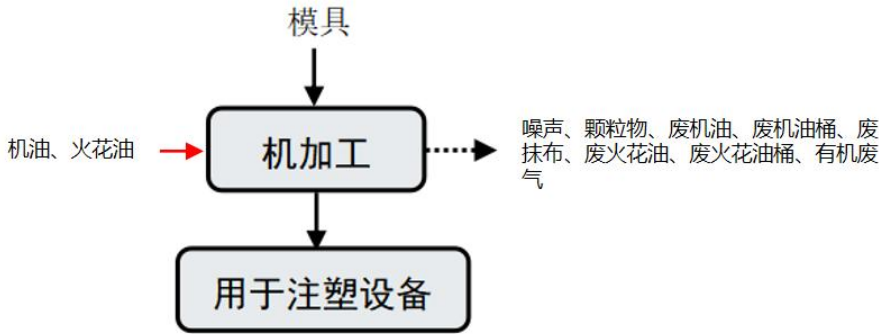 模具
机油、火花油
机加工
噪声、颗粒物、废机油、废机油桶、废
抹布、废火花油、废火花油桶、有机废
气
用于注塑设备